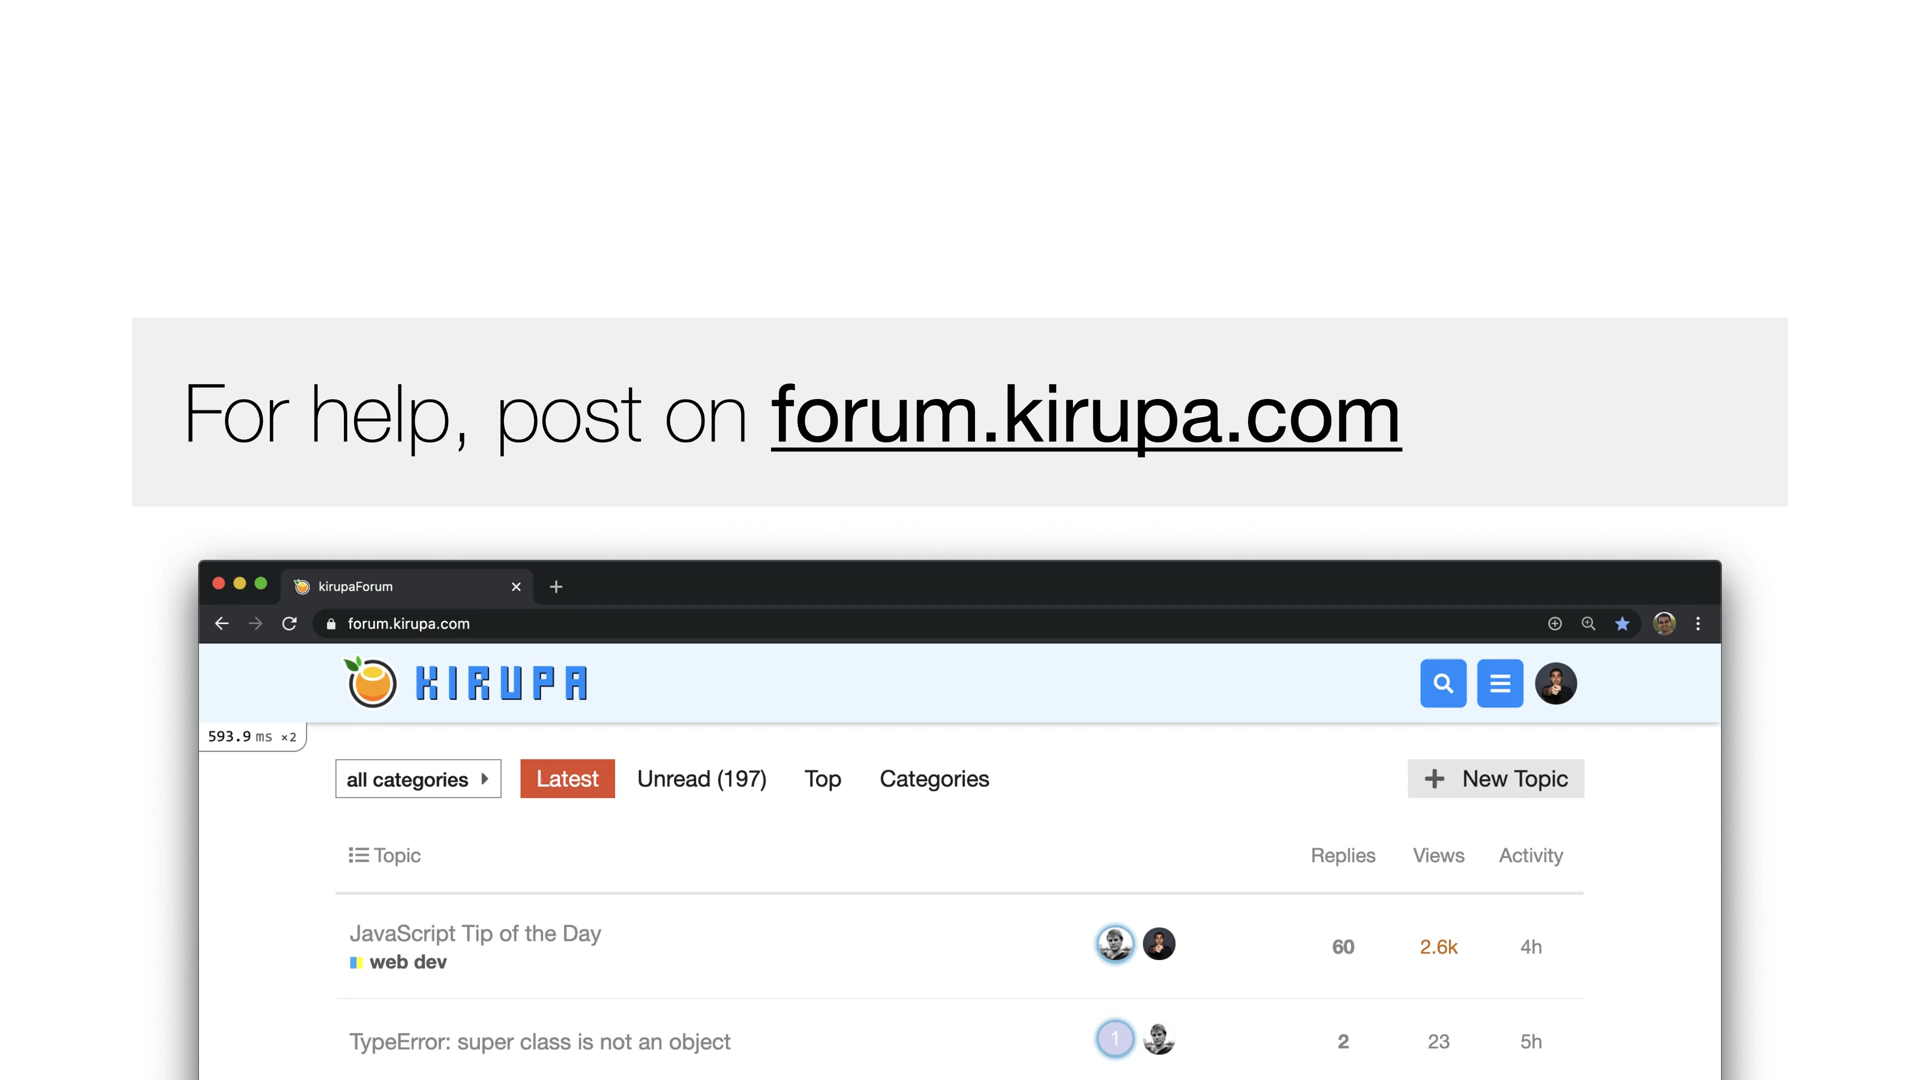 For help, post on forum.kirupa.com
kirupaForum
forum.kirupa.com
KIRUPA
593.9 ms ×2
all categories Latest Unread (197) Top Categories New Topic
Topic Replies Views Activity
JavaScript Tip of the Day
web dev
60 2.6k 4h
TypeError: super class is not an object 1 2 23 5h